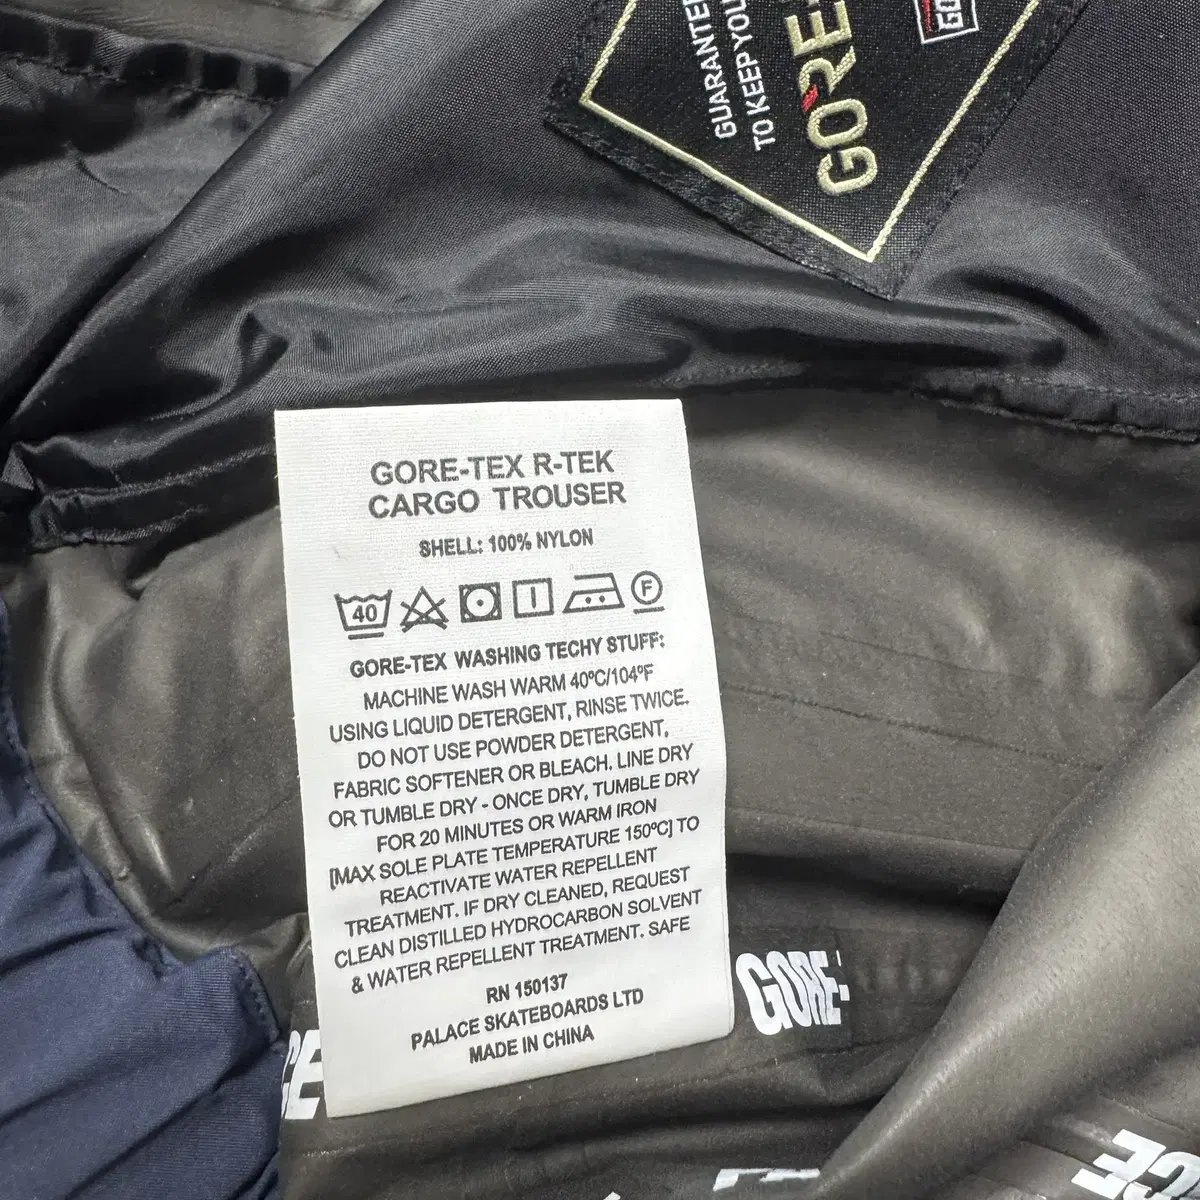 GUARANTEE
TO KEEP YOU
GORE-
GO
GORE-TEX R-TEK
CARGO TROUSER
SHELL: 100% NYLON
40
F
GORE-TEX WASHING TECHY STUFF:
MACHINE WASH WARM 40ºC/104ºF
USING LIQUID DETERGENT, RINSE TWICE.
DO NOT USE POWDER DETERGENT,
FABRIC SOFTENER OR BLEACH. LINE DRY
OR TUMBLE DRY - ONCE DRY, TUMBLE DRY
FOR 20 MINUTES OR WARM IRON
[MAX SOLE PLATE TEMPERATURE 150ºC] TO
REACTIVATE WATER REPELLENT
TREATMENT. IF DRY CLEANED, REQUEST
CLEAN DISTILLED HYDROCARBON SOLVENT
& WATER REPELLENT TREATMENT. SAFE
RN 150137
PALACE SKATEBOARDS LTD
MADE IN CHINA
GORE-
CE